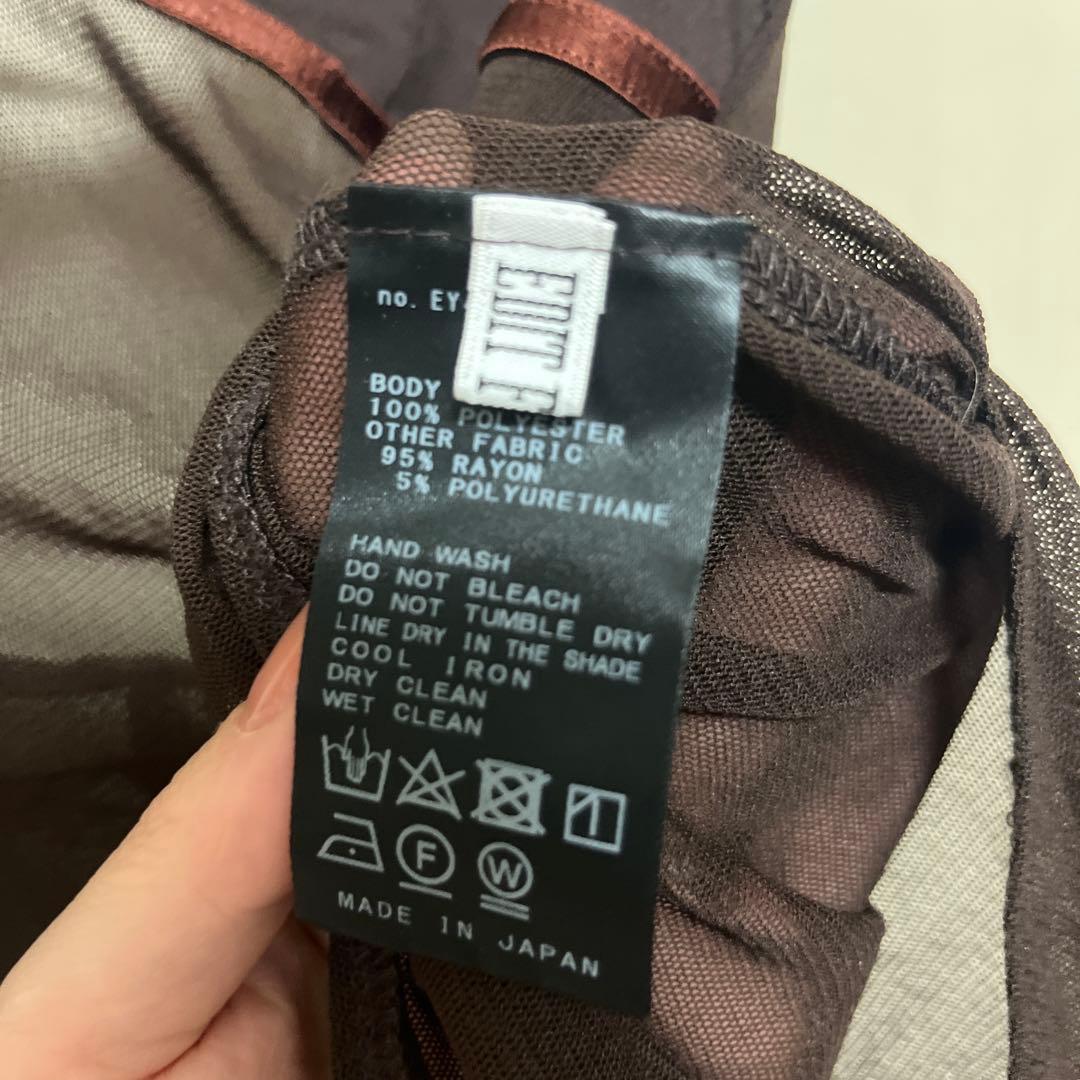 no. EY
EDIT F
BODY
100% POLYESTER
OTHER FABRIC
95% RAYON
5% POLYURETHANE
HAND WASH
DO NOT BLEACH
DO NOT TUMBLE DRY
LINE DRY IN THE SHADE
COOL IRON
DRY CLEAN
WET CLEAN
F
W
MADE IN JAPAN